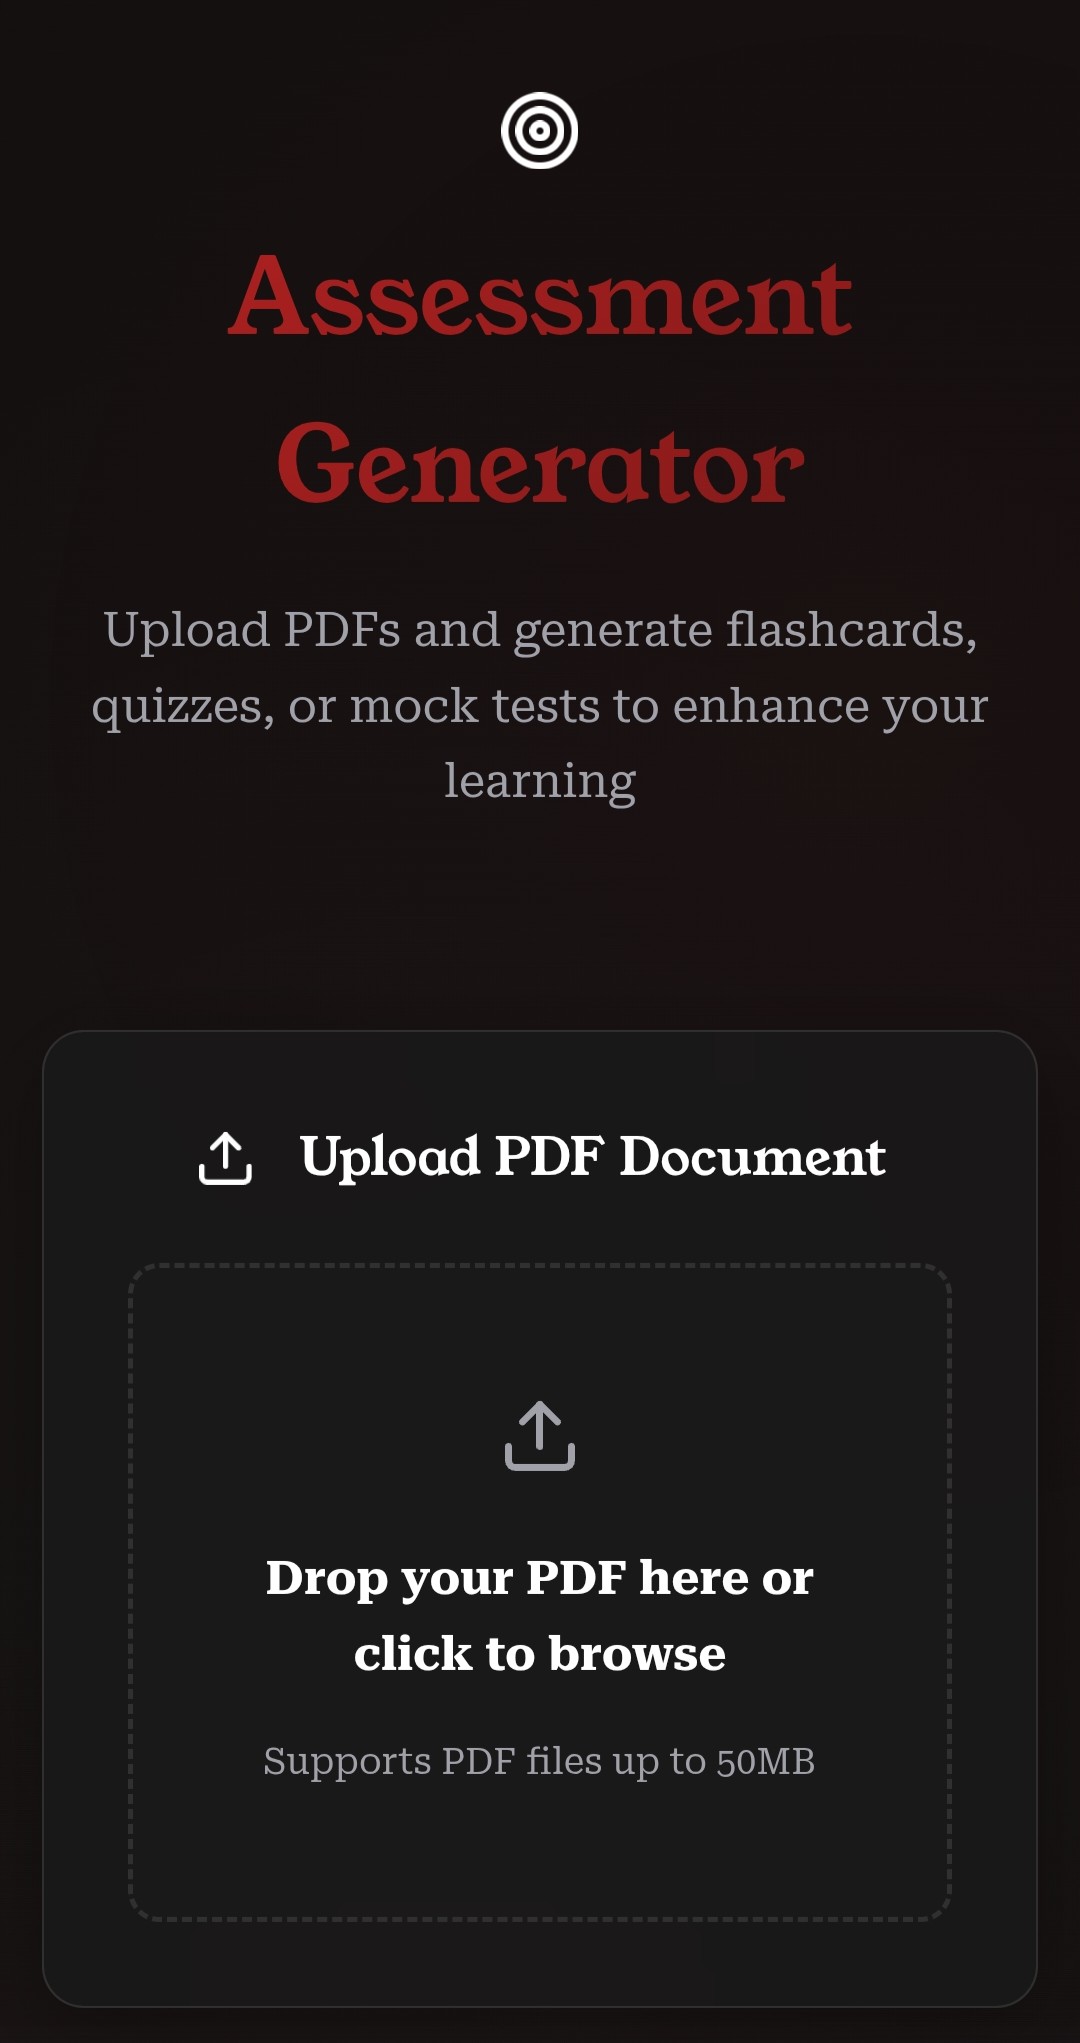 Assessment
Generator
Upload PDFs and generate flashcards,
quizzes, or mock tests to enhance your
learning
Upload PDF Document
Drop your PDF here or
click to browse
Supports PDF files up to 50MB